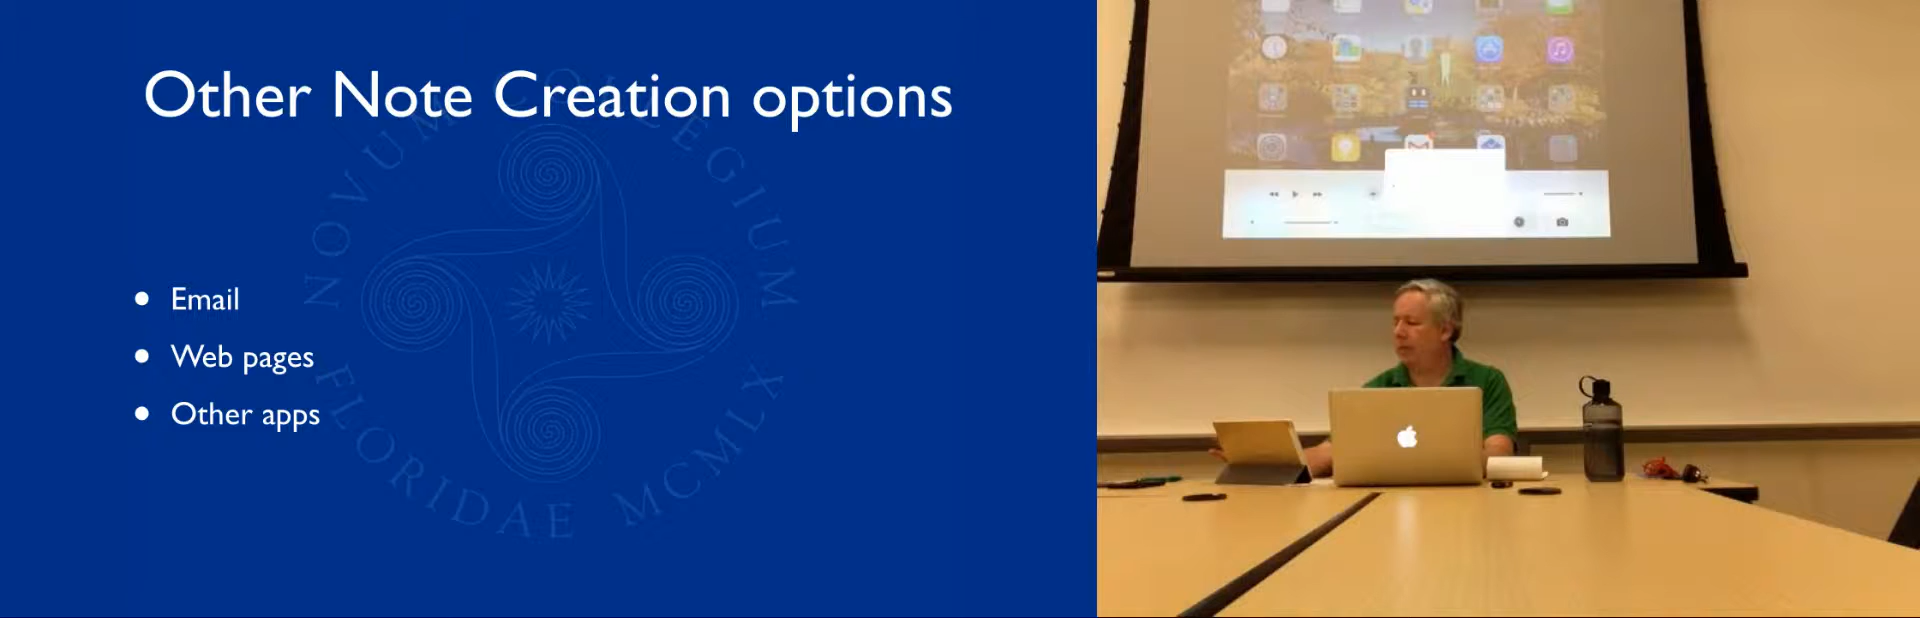 Other Note Creation options
NOVUM COLLEGIUM
FLORIDAE MCMLX
Email
Web pages
Other apps